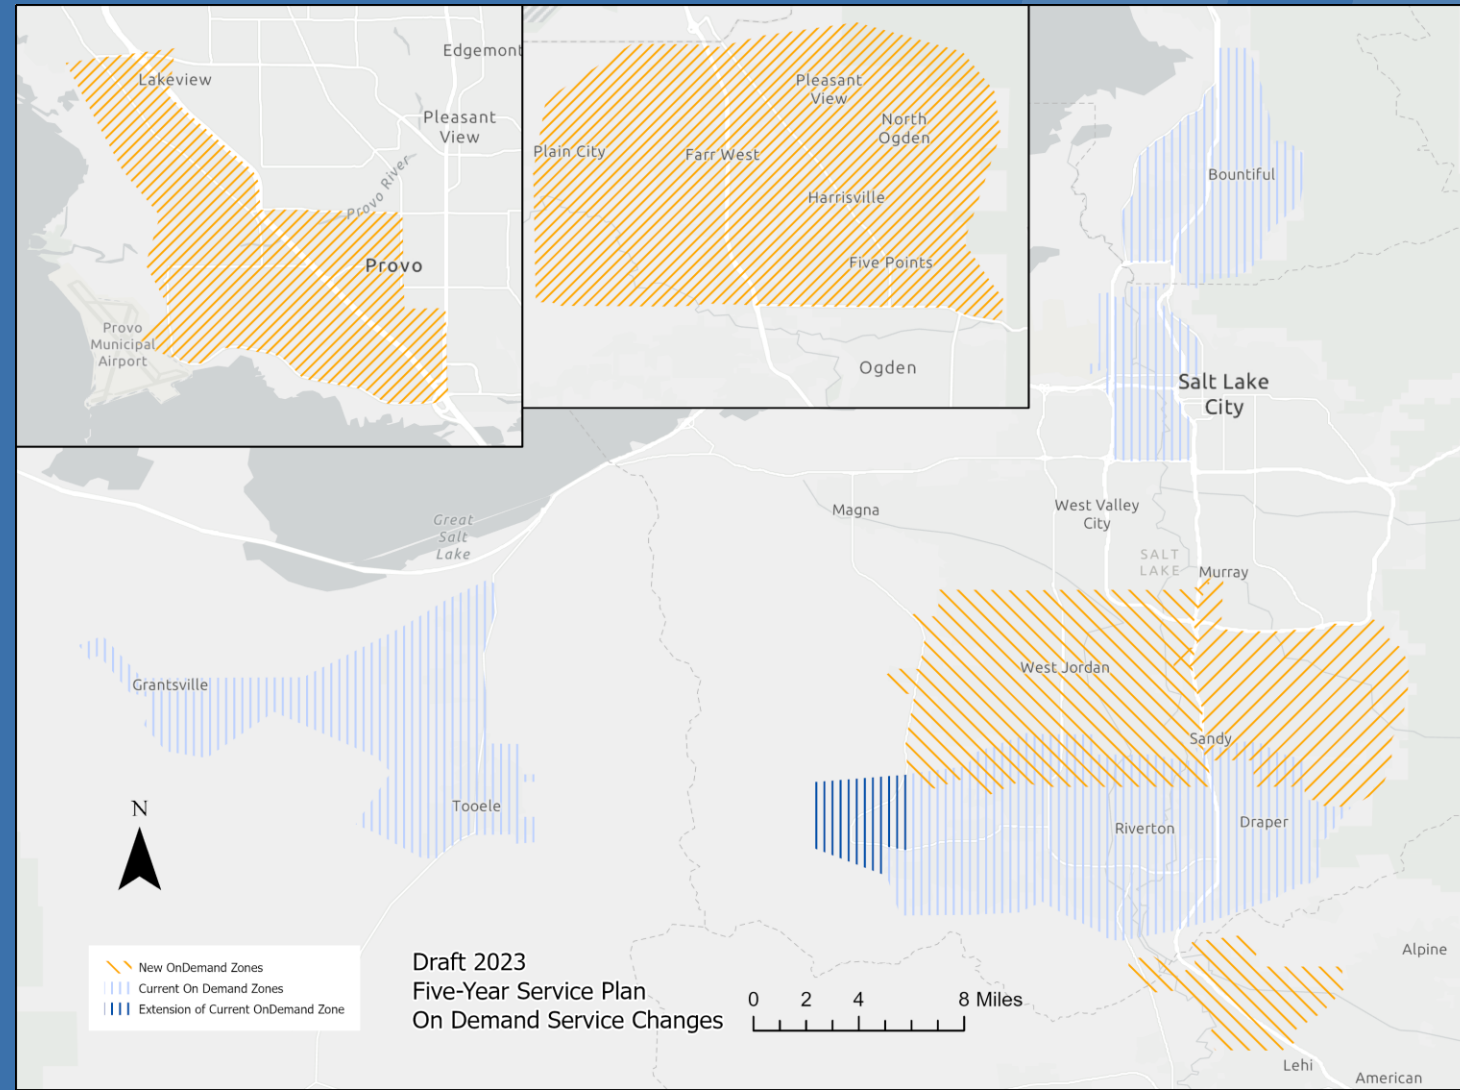 Edgemont
Lakeview
Pleasant
View
Provo River
Provo
Provo
Municipal
Airport
Pleasant
View
North
Ogden
Plain City
Farr West
Harrisville
Five Points
Ogden
Bountiful
Salt Lake
City
Great
Salt
Lake
Magna
West Valley
City
SALT
LAKE
Murray
West Jordan
Grantsville
Sandy
Tooele
Riverton
Draper
Alpine
Lehi
American
N
New OnDemand Zones
Current On Demand Zones
Extension of Current OnDemand Zone
Draft 2023
Five-Year Service Plan
On Demand Service Changes
0 2 4 8 Miles